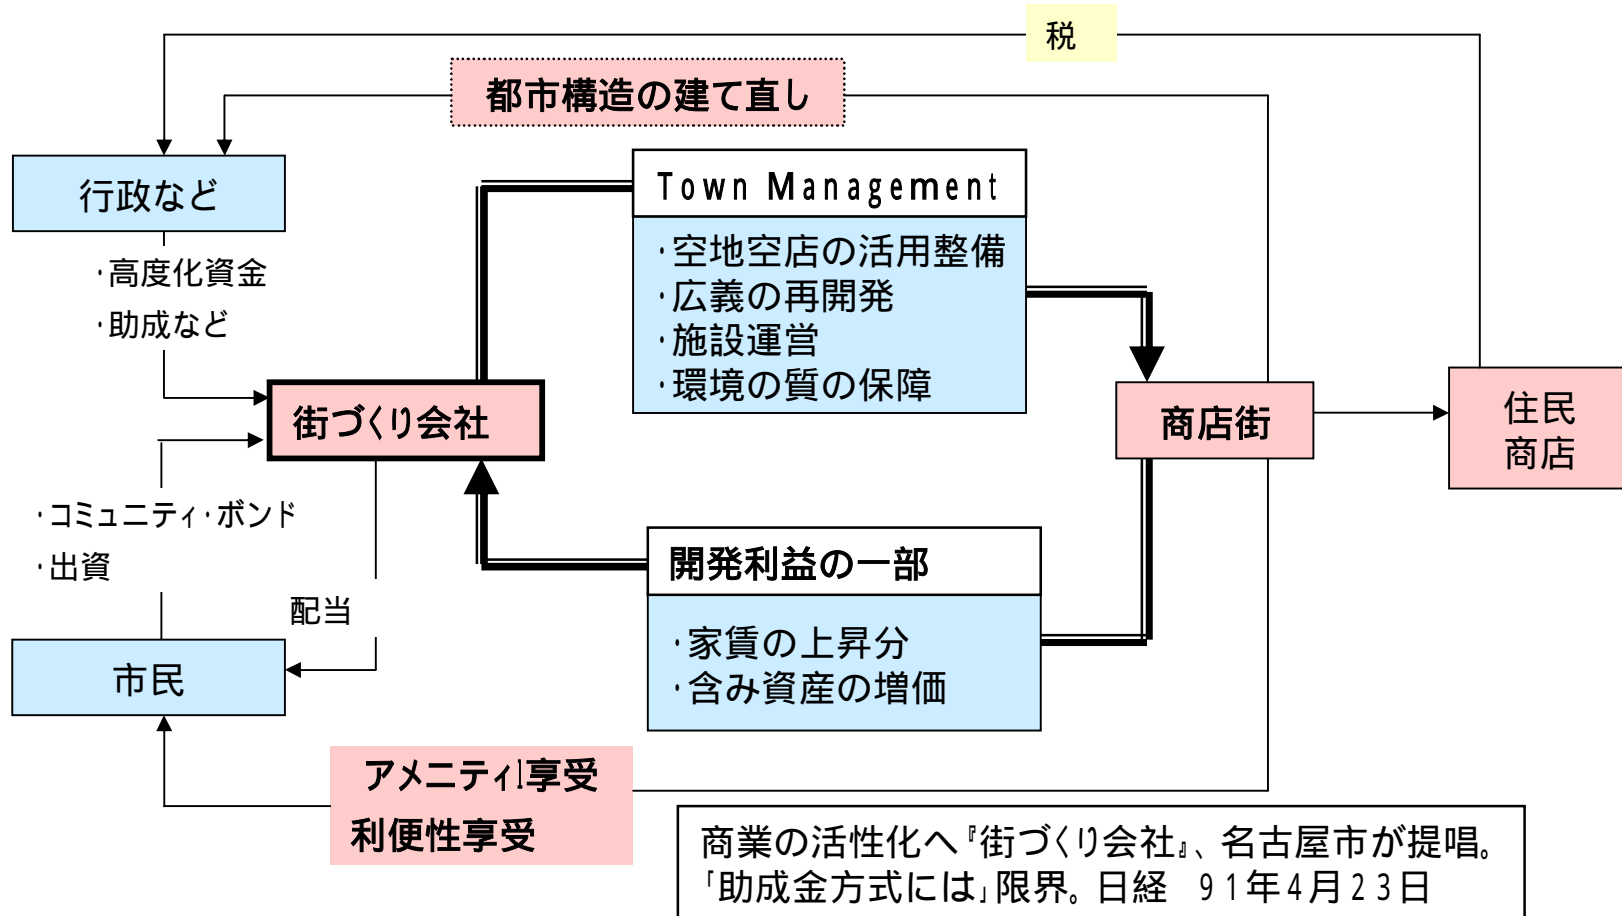 税
都市構造の建て直し
行政など
Town Management
・空地空店の活用整備
・広義の再開発
・施設運営
・環境の質の保障
・高度化資金
・助成など
街づくり会社
商店街
住民
商店
・コミュニティ・ボンド
・出資
配当
開発利益の一部
・家賃の上昇分
・含み資産の増価
市民
アメニティ享受
利便性享受
商業の活性化へ『街づくり会社』、名古屋市が提唱。
「助成金方式には」限界。日経 91年4月23日